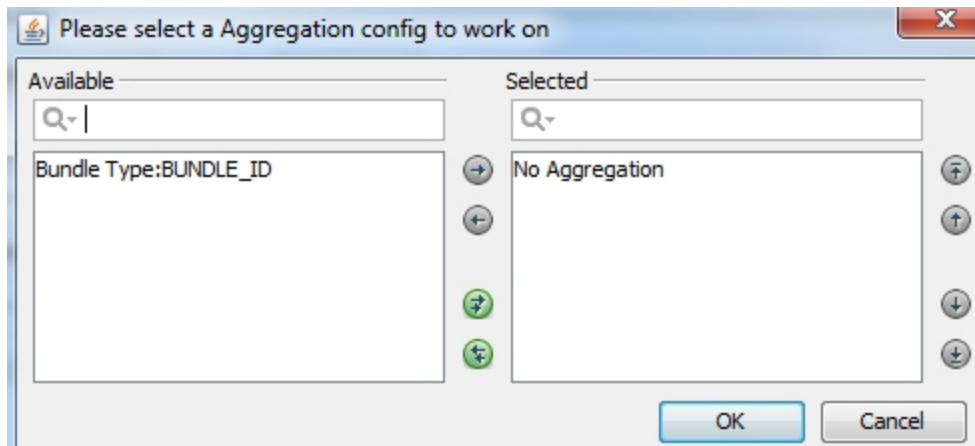 Please select a Aggregation config to work on
Available
Selected
Bundle Type:BUNDLE_ID
No Aggregation
OK
Cancel